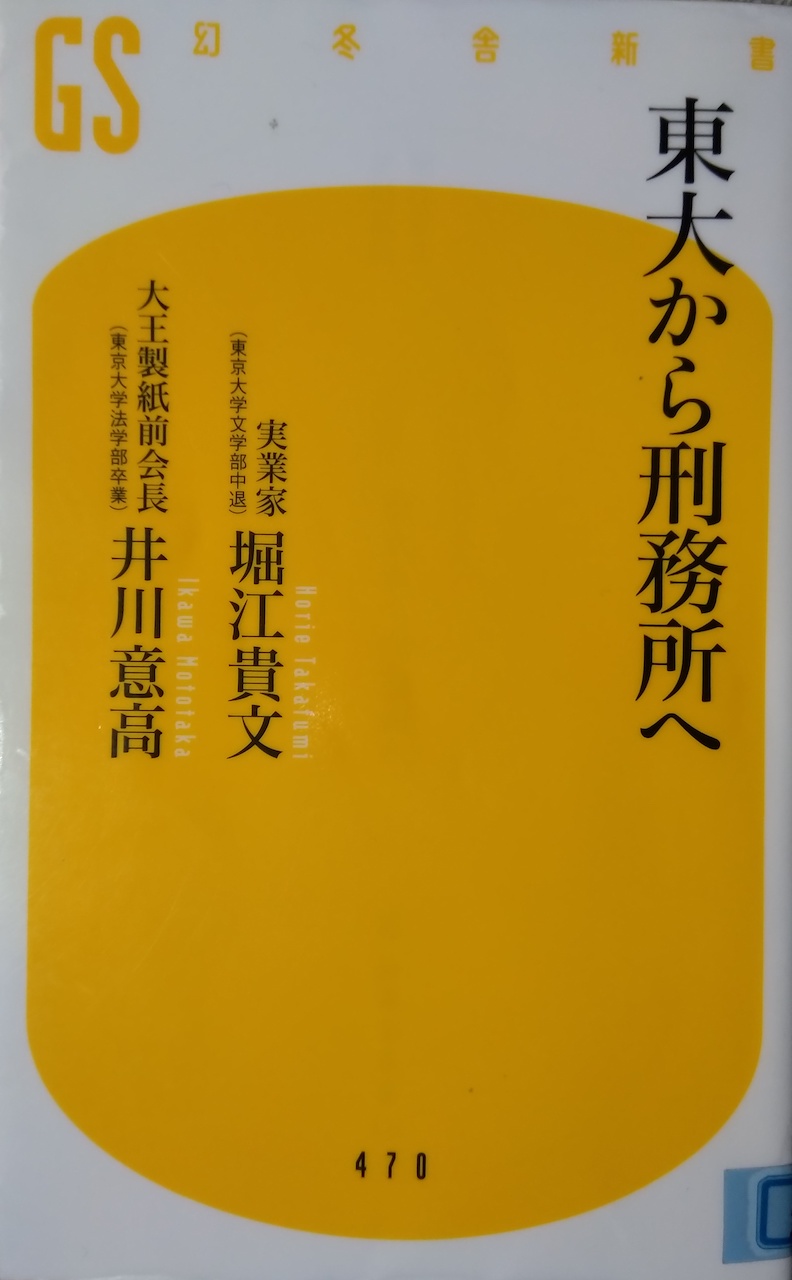 GS
幻冬舎新書
東大から刑務所へ
Horie Takafumi
実業家 堀江貴文
（東京大学文学部中退）
Ikawa Mototaka
大王製紙前会長 井川意高
（東京大学法学部卒業）
470